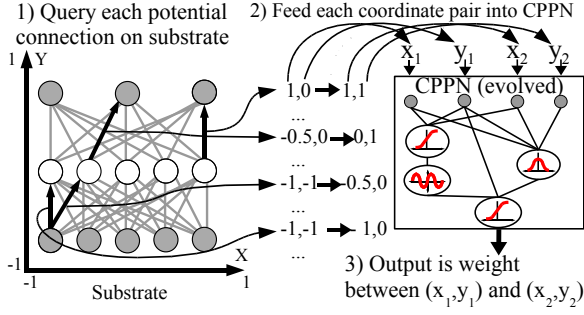 1) Query each potential
connection on substrate
2) Feed each coordinate pair into CPPN
1
Y
-1
-1
X
1
Substrate
1,0 1,1
...
-0.5,0 0,1
...
-1,-1 -0.5,0
...
-1,-1 1,0
...
x1 y1 x2 y2
CPPN (evolved)
3) Output is weight
between (x1,y1) and (x2,y2)